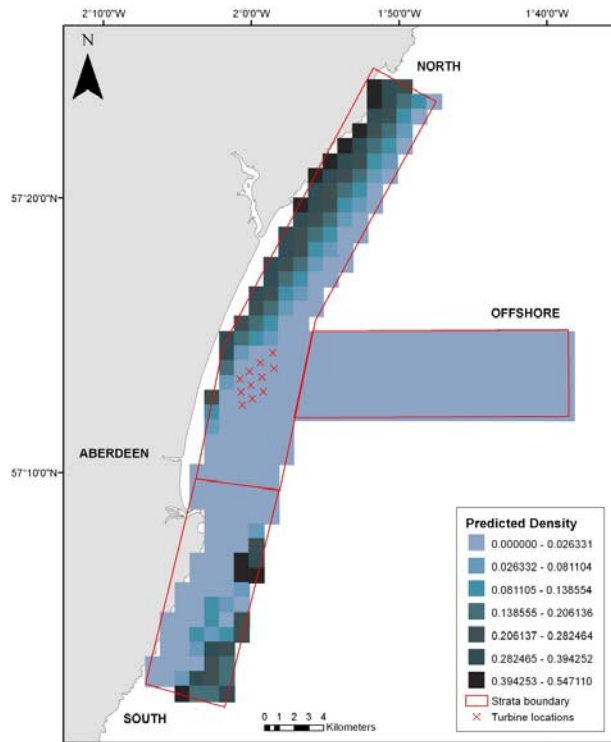 2°10'0"W 2°0'0"W 1°50'0"W 1°40'0"W
N
NORTH
57°20'0"N
OFFSHORE
ABERDEEN
57°10'0"N
Predicted Density
0.000000 - 0.026331
0.026332 - 0.081104
0.081105 - 0.138554
0.138555 - 0.206136
0.206137 - 0.282464
0.282465 - 0.394252
0.394253 - 0.547110
Strata boundary
Turbine locations
SOUTH
0 1 2 3 4
Kilometers